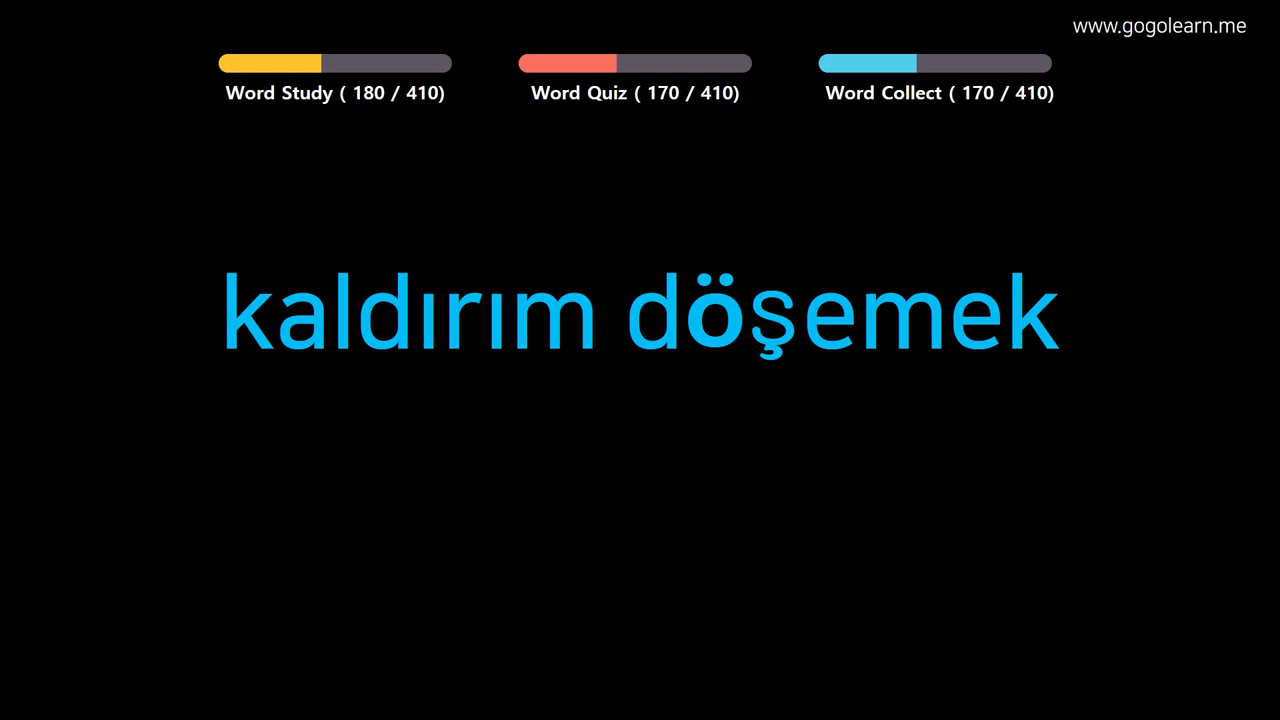 www.gogolearn.me
Word Study ( 180 / 410)
Word Quiz ( 170 / 410)
Word Collect ( 170 / 410)
kaldırım döşemek